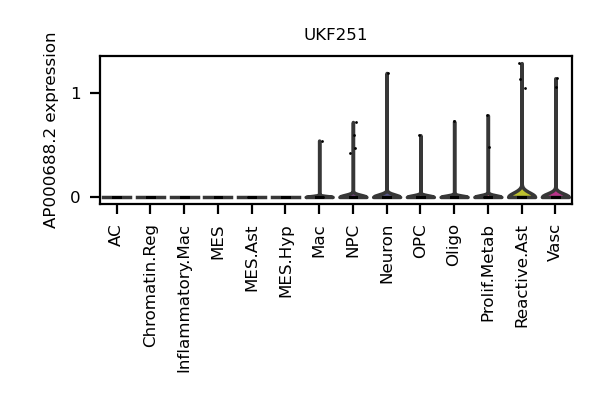 UKF251
AP000688.2 expression
1
0
AC
Chromatin.Reg
Inflammatory.Mac
MES
MES.Ast
MES.Hyp
Mac
NPC
Neuron
OPC
Oligo
Prolif.Metab
Reactive.Ast
Vasc